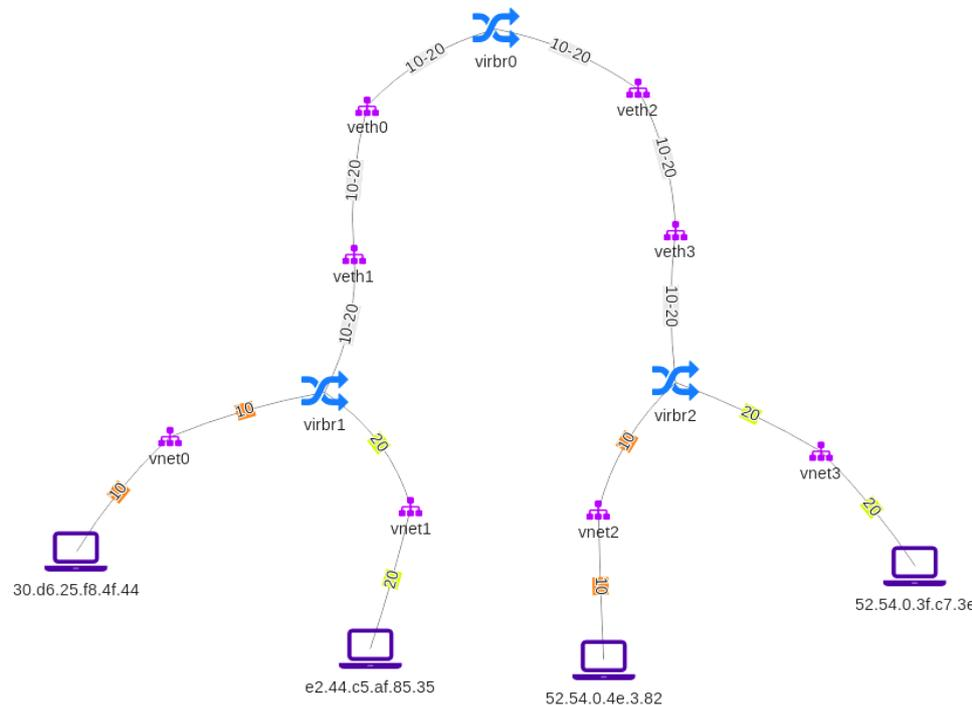 10-20
10-20
virbr0
veth0
veth2
10-20
10-20
veth1
veth3
10-20
10-20
virbr1
virbr2
10
20
10
20
vnet0
vnet3
10
vnet1
vnet2
20
20
10
30.d6.25.f8.4f.44
52.54.0.3f.c7.3e
e2.44.c5.af.85.35
52.54.0.4e.3.82